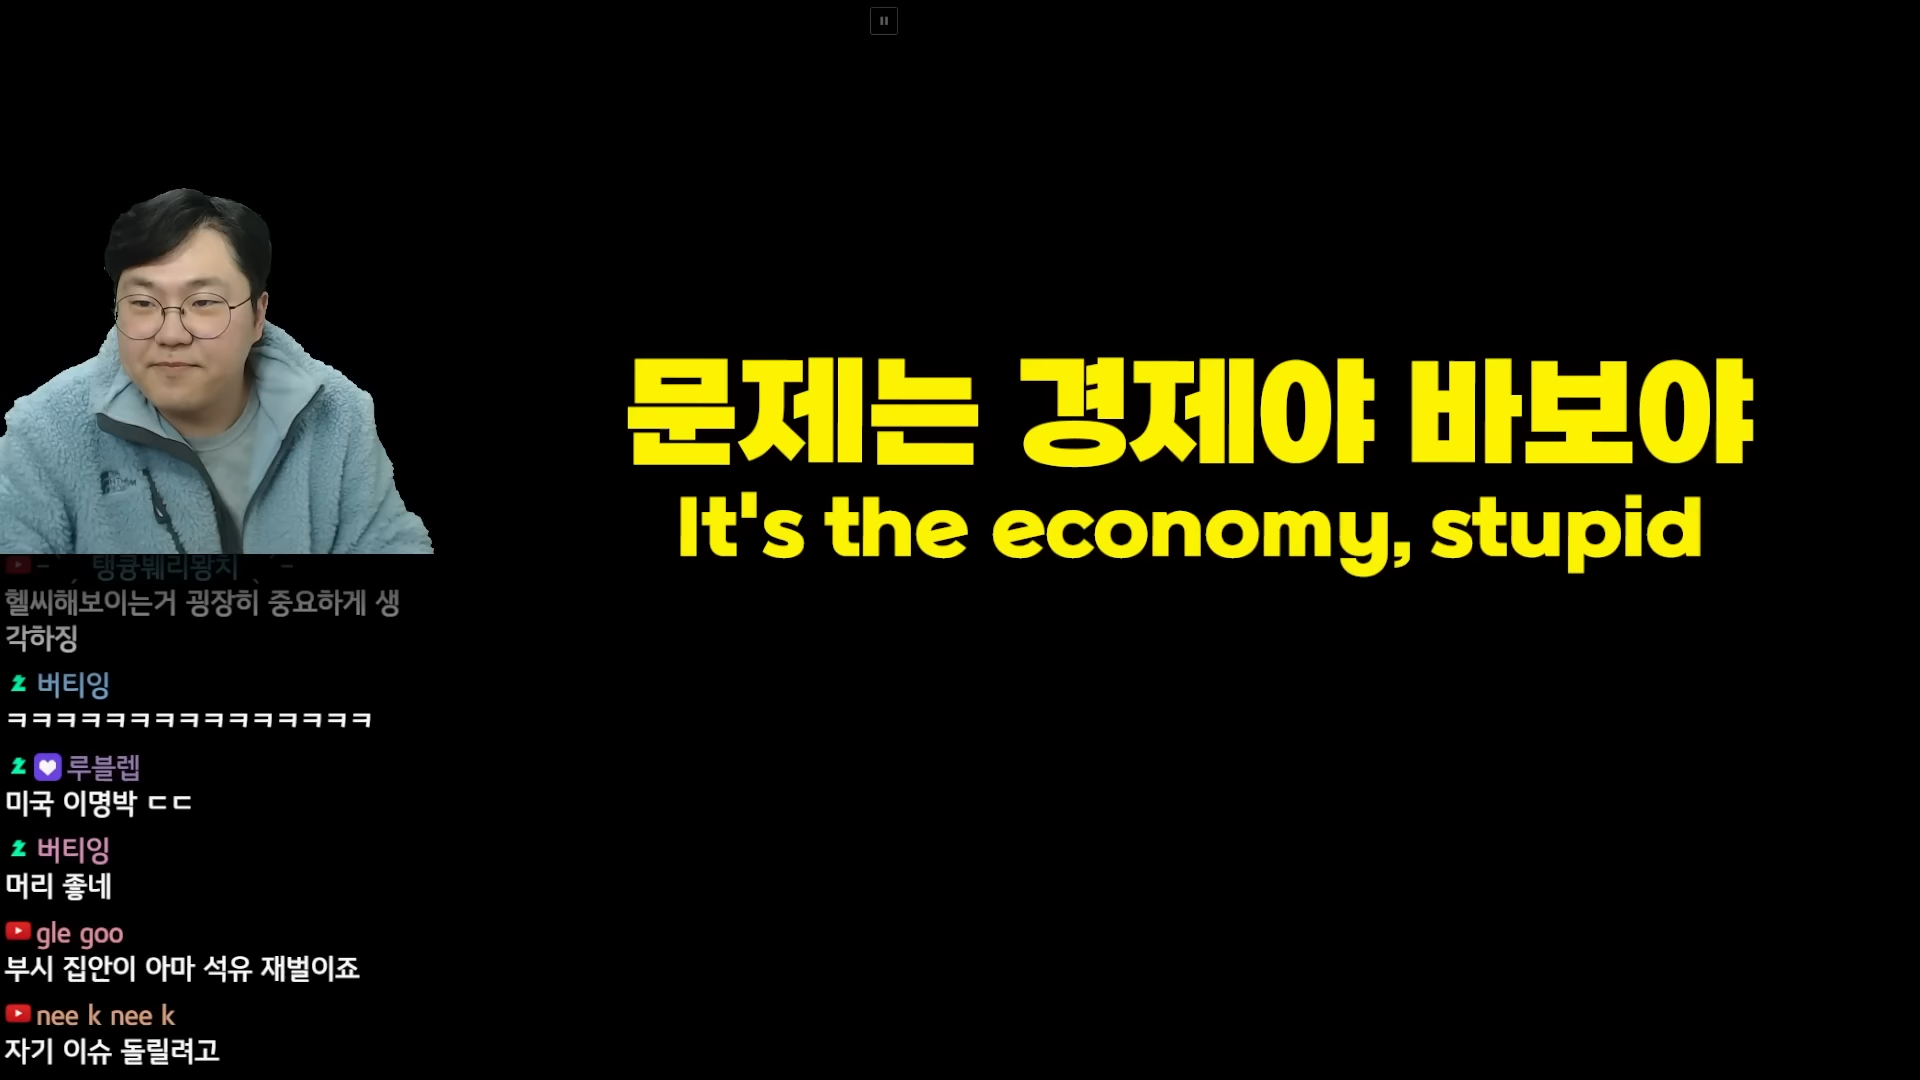 문제는 경제야 바보야
It's the economy, stupid
헬씨해보이는거 굉장히 중요하게 생
각하징
버티잉
ㅋㅋㅋㅋㅋㅋㅋㅋㅋㅋㅋㅋㅋㅋㅋ
루블렙
미국 이명박 ㄷㄷ
버티잉
머리 좋네
gle goo
부시 집안이 아마 석유 재벌이죠
nee k nee k
자기 이슈 돌릴려고